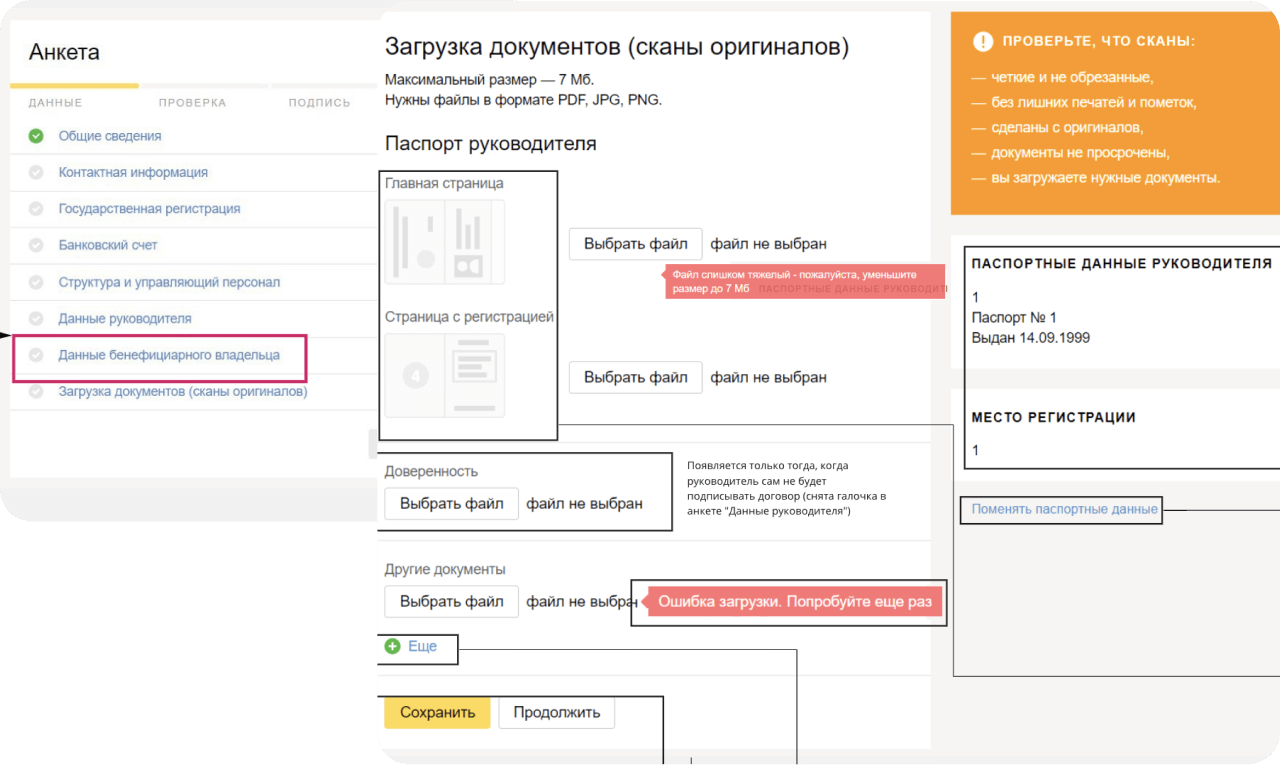 Анкета
ДАННЫЕ
ПРОВЕРКА
ПОДПИСЬ
Общие сведения
Контактная информация
Государственная регистрация
Банковский счет
Структура и управляющий персонал
Данные руководителя
Данные бенефициарного владельца
Загрузка документов (сканы оригиналов)
Загрузка документов (сканы оригиналов)
Максимальный размер — 7 Мб.
Нужны файлы в формате PDF, JPG, PNG.
Паспорт руководителя
Главная страница
Выбрать файл файл не выбран
Файл слишком тяжелый - пожалуйста, уменьшите
размер до 7 Мб
ПАСПОРТНЫЕ ДАННЫЕ РУКОВОДИТ
Страница с регистрацией
4
Выбрать файл файл не выбран
Доверенность
Выбрать файл файл не выбран
Появляется только тогда, когда
руководитель сам не будет
подписывать договор (снята галочка в
анкете "Данные руководителя")
Другие документы
Выбрать файл файл не выбран
Ошибка загрузки. Попробуйте еще раз
Еще
Сохранить
Продолжить
ПРОВЕРЬТЕ, ЧТО СКАНЫ:
— четкие и не обрезанные,
— без лишних печатей и пометок,
— сделаны с оригиналов,
— документы не просрочены,
— вы загружаете нужные документы.
ПАСПОРТНЫЕ ДАННЫЕ РУКОВОДИТЕЛЯ
1
Паспорт № 1
Выдан 14.09.1999
МЕСТО РЕГИСТРАЦИИ
1
Поменять паспортные данные